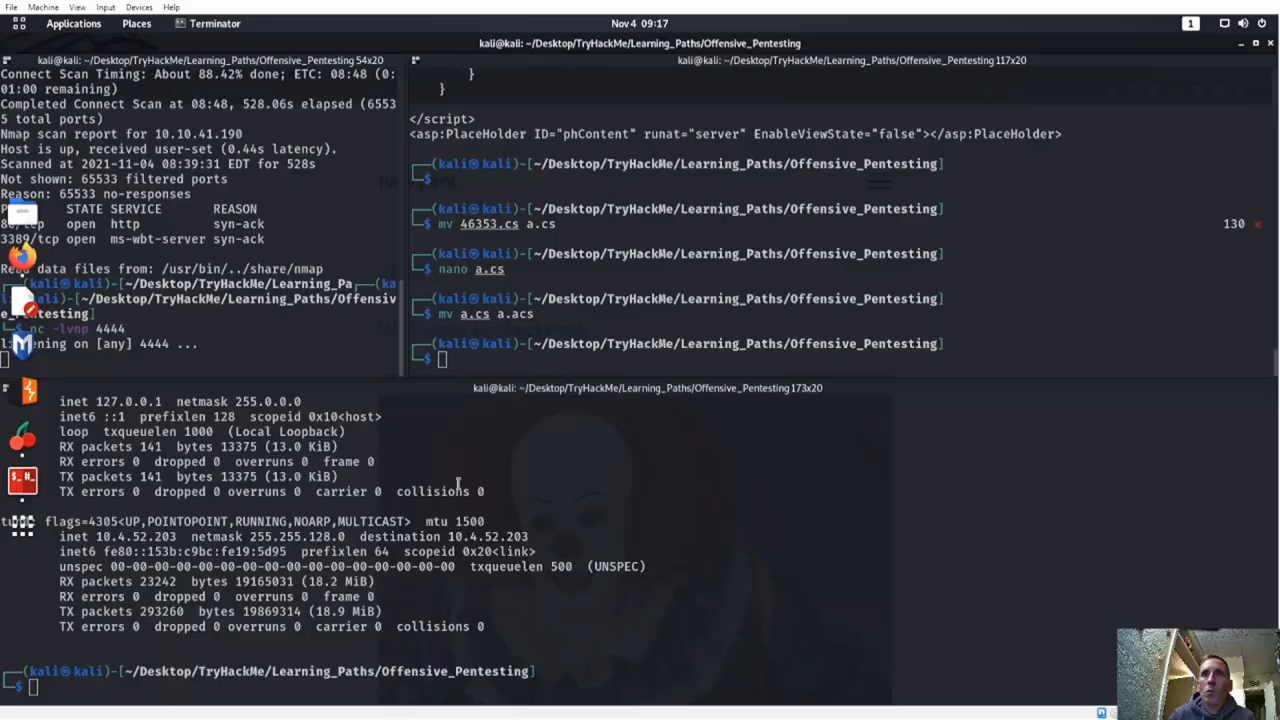 File Machine View Input Devices Help
Applications Places Terminator Nov 4 09:17 1
kali@kali: ~/Desktop/TryHackMe/Learning_Paths/Offensive_Pentesting
kali@kali: ~/Desktop/TryHackMe/Learning_Paths/Offensive_Pentesting 54x20
Connect Scan Timing: About 88.42% done; ETC: 08:48 (0:
01:00 remaining)
Completed Connect Scan at 08:48, 528.06s elapsed (6553
5 total ports)
Nmap scan report for 10.10.41.190
Host is up, received user-set (0.44s latency).
Scanned at 2021-11-04 08:39:31 EDT for 528s
Not shown: 65533 filtered ports
Reason: 65533 no-responses
STATE SERVICE REASON
open http syn-ack
3389/tcp open ms-wbt-server syn-ack
Read data files from: /usr/bin/../share/nmap
(kali㉿kali)-[~/Desktop/TryHackMe/Learning_Pa
kali)-[~/Desktop/TryHackMe/Learning_Paths/Offensiv
e_Pentesting]
nc -lvnp 4444
listening on [any] 4444 ...
kali@kali: ~/Desktop/TryHackMe/Learning_Paths/Offensive_Pentesting 117x20
}
}
</script>
<asp:PlaceHolder ID="phContent" runat="server" EnableViewState="false"></asp:PlaceHolder>
(kali㉿kali)-[~/Desktop/TryHackMe/Learning_Paths/Offensive_Pentesting]
$
(kali㉿kali)-[~/Desktop/TryHackMe/Learning_Paths/Offensive_Pentesting]
$ mv 46353.cs a.cs 130 ⨯
(kali㉿kali)-[~/Desktop/TryHackMe/Learning_Paths/Offensive_Pentesting]
$ nano a.cs
(kali㉿kali)-[~/Desktop/TryHackMe/Learning_Paths/Offensive_Pentesting]
$ mv a.cs a.acs
(kali㉿kali)-[~/Desktop/TryHackMe/Learning_Paths/Offensive_Pentesting]
$
kali@kali: ~/Desktop/TryHackMe/Learning_Paths/Offensive_Pentesting 173x20
inet 127.0.0.1 netmask 255.0.0.0
inet6 ::1 prefixlen 128 scopeid 0x10<host>
loop txqueuelen 1000 (Local Loopback)
RX packets 141 bytes 13375 (13.0 KiB)
RX errors 0 dropped 0 overruns 0 frame 0
TX packets 141 bytes 13375 (13.0 KiB)
TX errors 0 dropped 0 overruns 0 carrier 0 collisions 0
flags=4305<UP,POINTOPOINT,RUNNING,NOARP,MULTICAST> mtu 1500
inet 10.4.52.203 netmask 255.255.128.0 destination 10.4.52.203
inet6 fe80::153b:c9bc:fe19:5d95 prefixlen 64 scopeid 0x20<link>
unspec 00-00-00-00-00-00-00-00-00-00-00-00-00-00-00-00 txqueuelen 500 (UNSPEC)
RX packets 23242 bytes 19165031 (18.2 MiB)
RX errors 0 dropped 0 overruns 0 frame 0
TX packets 293260 bytes 19869314 (18.9 MiB)
TX errors 0 dropped 0 overruns 0 carrier 0 collisions 0
(kali㉿kali)-[~/Desktop/TryHackMe/Learning_Paths/Offensive_Pentesting]
$